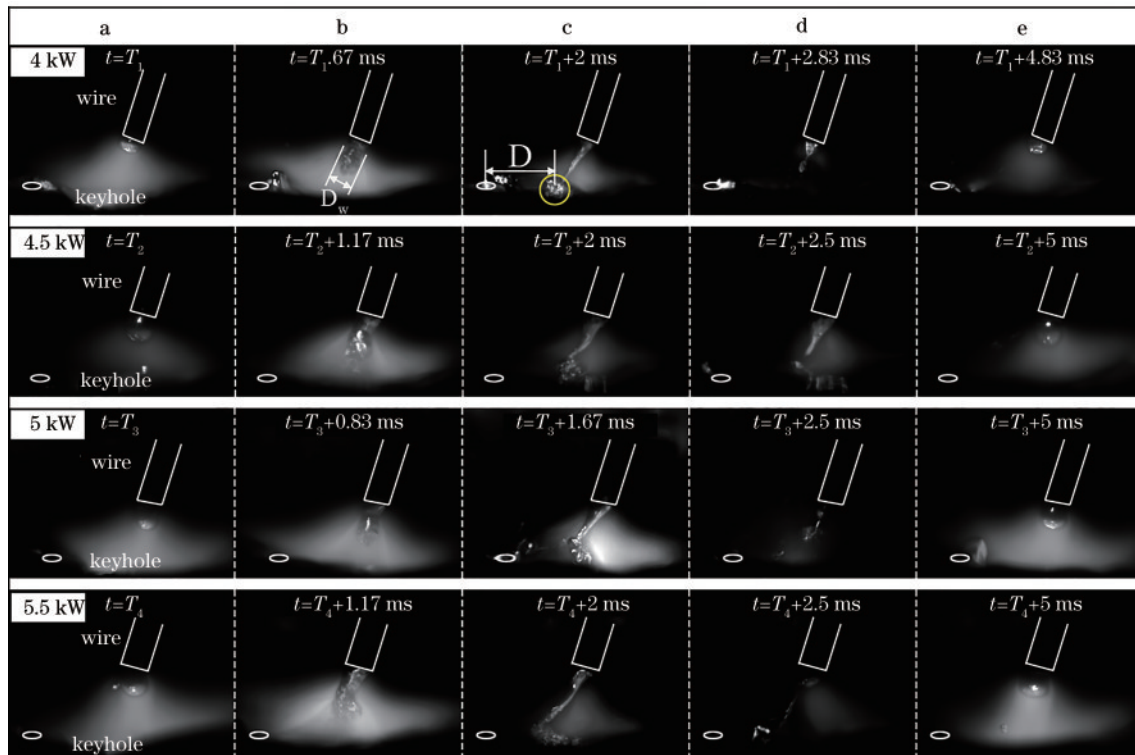 a b c d e
4 kW t=T₁ t=T₁.67 ms t=T₁+2 ms t=T₁+2.83 ms t=T₁+4.83 ms
wire
D
keyhole D_w
4.5 kW t=T₂ t=T₂+1.17 ms t=T₂+2 ms t=T₂+2.5 ms t=T₂+5 ms
wire
keyhole
5 kW t=T₃ t=T₃+0.83 ms t=T₃+1.67 ms t=T₃+2.5 ms t=T₃+5 ms
wire
keyhole
5.5 kW t=T₄ t=T₄+1.17 ms t=T₄+2 ms t=T₄+2.5 ms t=T₄+5 ms
wire
keyhole